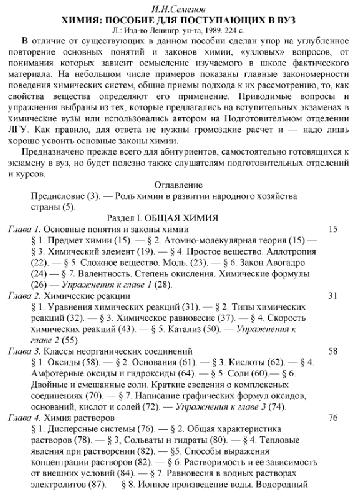 И.Н.Семенов
ХИМИЯ: ПОСОБИЕ ДЛЯ ПОСТУПАЮЩИХ В ВУЗ
Л.: Изд-во Ленингр. ун-та, 1989. 224 с.
В отличие от существующих в данном пособии сделан упор на углубленное
повторение основных понятий и законов химии, «узловых» вопросов, от
понимания которых зависит осмысление изучаемого в школе фактического
материала. На небольшом числе примеров показаны главные закономерности
поведения химических систем, общие приемы подхода к их рассмотрению, то, как
свойства вещества определяют его применение. Приводимые вопросы и
упражнения выбраны из тех, которые предлагались на вступительных экзаменах в
химические вузы или использовались автором на Подготовительном отделении
ЛГУ. Как правило, для ответа не нужны громоздкие расчет и — надо лишь
хорошо усвоить основные законы химии.
Предназначено прежде всего для абитуриентов, самостоятельно готовящихся к
экзамену в вуз, но будет полезно также слушателям подготовительных отделений
и курсов.
Оглавление
Предисловие (3). — Роль химии в развитии народного хозяйства
страны (5).
Раздел I. ОБЩАЯ ХИМИЯ
Глава 1. Основные понятия и законы химии 15
§ 1. Предмет химии (15). — § 2. Атомно-молекулярная теория (15) —
§ 3. Химический элемент (19). — § 4. Простое вещество. Аллотропия
(22). — § 5. Сложное вещество. Моль. (23). — § 6. Закон Авогадро
(24) — § 7. Валентность. Степень окисления. Химические формулы
(26) — Упражнения к главе 1 (28).
Глава 2. Химические реакции 31
§ 1. Уравнения химических реакций (31). — § 2. Типы химических
реакций (32). — § 3. Химическое равновесие (37). — § 4. Скорость
химических реакций (43). — § 5. Катализ (50). — Упражнения к
главе 2 (55)
Глава 3. Классы неорганических соединений 58
§ 1. Оксиды (58). — § 2. Основания (61). — § 3. Кислоты (62). — § 4.
Амфотерные оксиды и гидроксиды (64). — § 5. Соли (60). — § 6.
Двойные и смешанные соли. Краткие сведения о комплексных
соединениях (70). — § 7. Написание графических формул оксидов,
оснований, кислот и солей (72). — Упражнения к главе 3 (74).
Глава 4. Химия растворов 76
§ 1. Дисперсные системы (76). — § 2. Общая характеристика
растворов (78). — § 3, Сольваты и гидраты (80). — § 4. Тепловые
явления при растворении (82). — §5. Способы выражения
концентрации растворов (82). — § 6. Растворимость и ее зависимость
от внешних условий (84). — § 7. Равновесия в водных растворах
электролитов (87). — § 8. Ионное произведение воды. Водородный